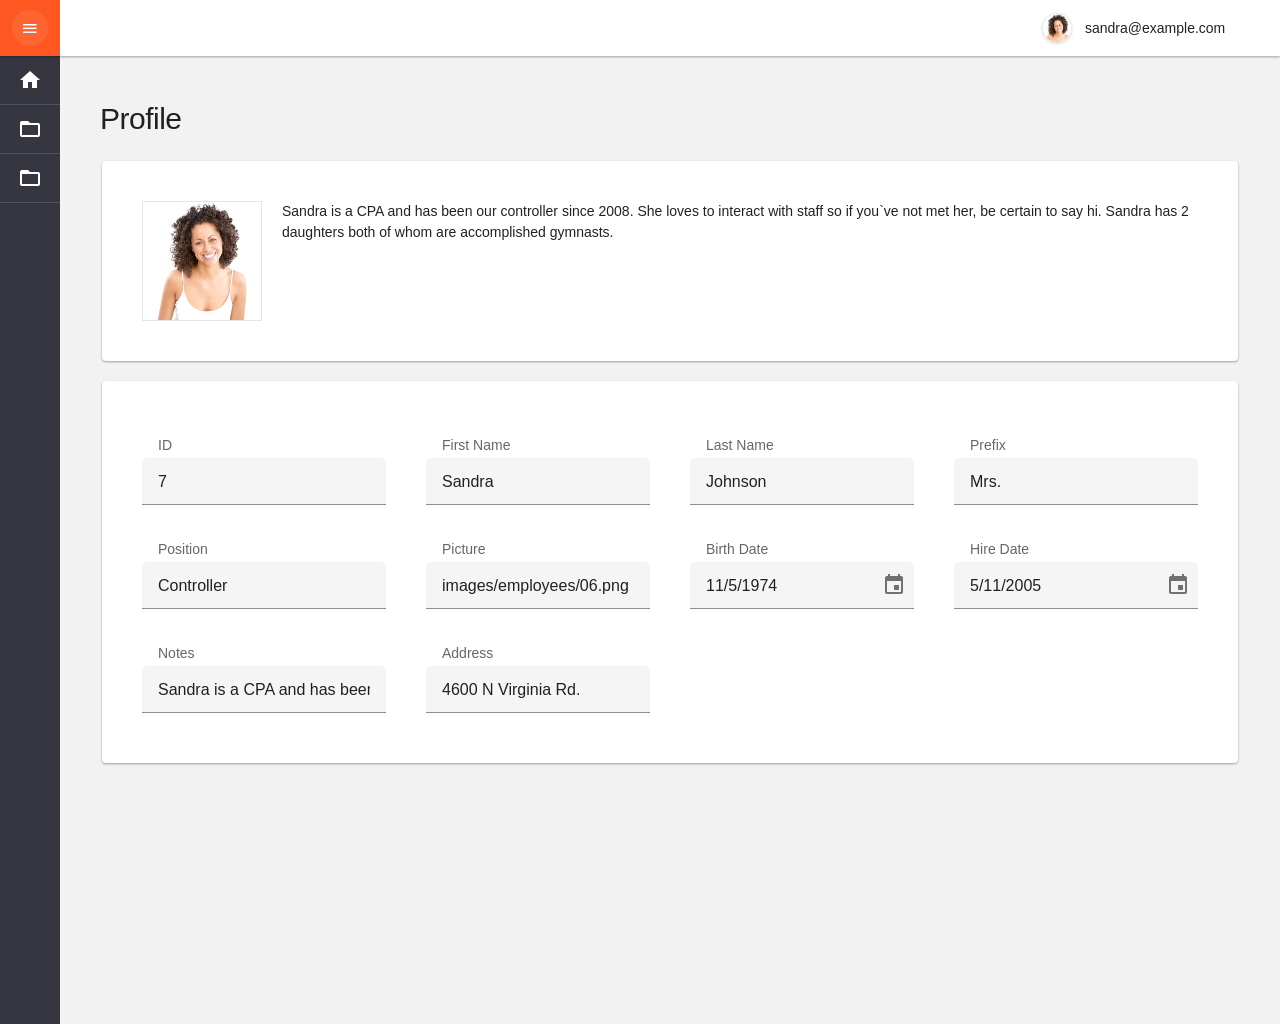 sandra@example.com
Profile
Sandra is a CPA and has been our controller since 2008. She loves to interact with staff so if you`ve not met her, be certain to say hi. Sandra has 2
daughters both of whom are accomplished gymnasts.
ID
First Name
Last Name
Prefix
7
Sandra
Johnson
Mrs.
Position
Picture
Birth Date
Hire Date
Controller
images/employees/06.png
11/5/1974
5/11/2005
Notes
Address
Sandra is a CPA and has been
4600 N Virginia Rd.